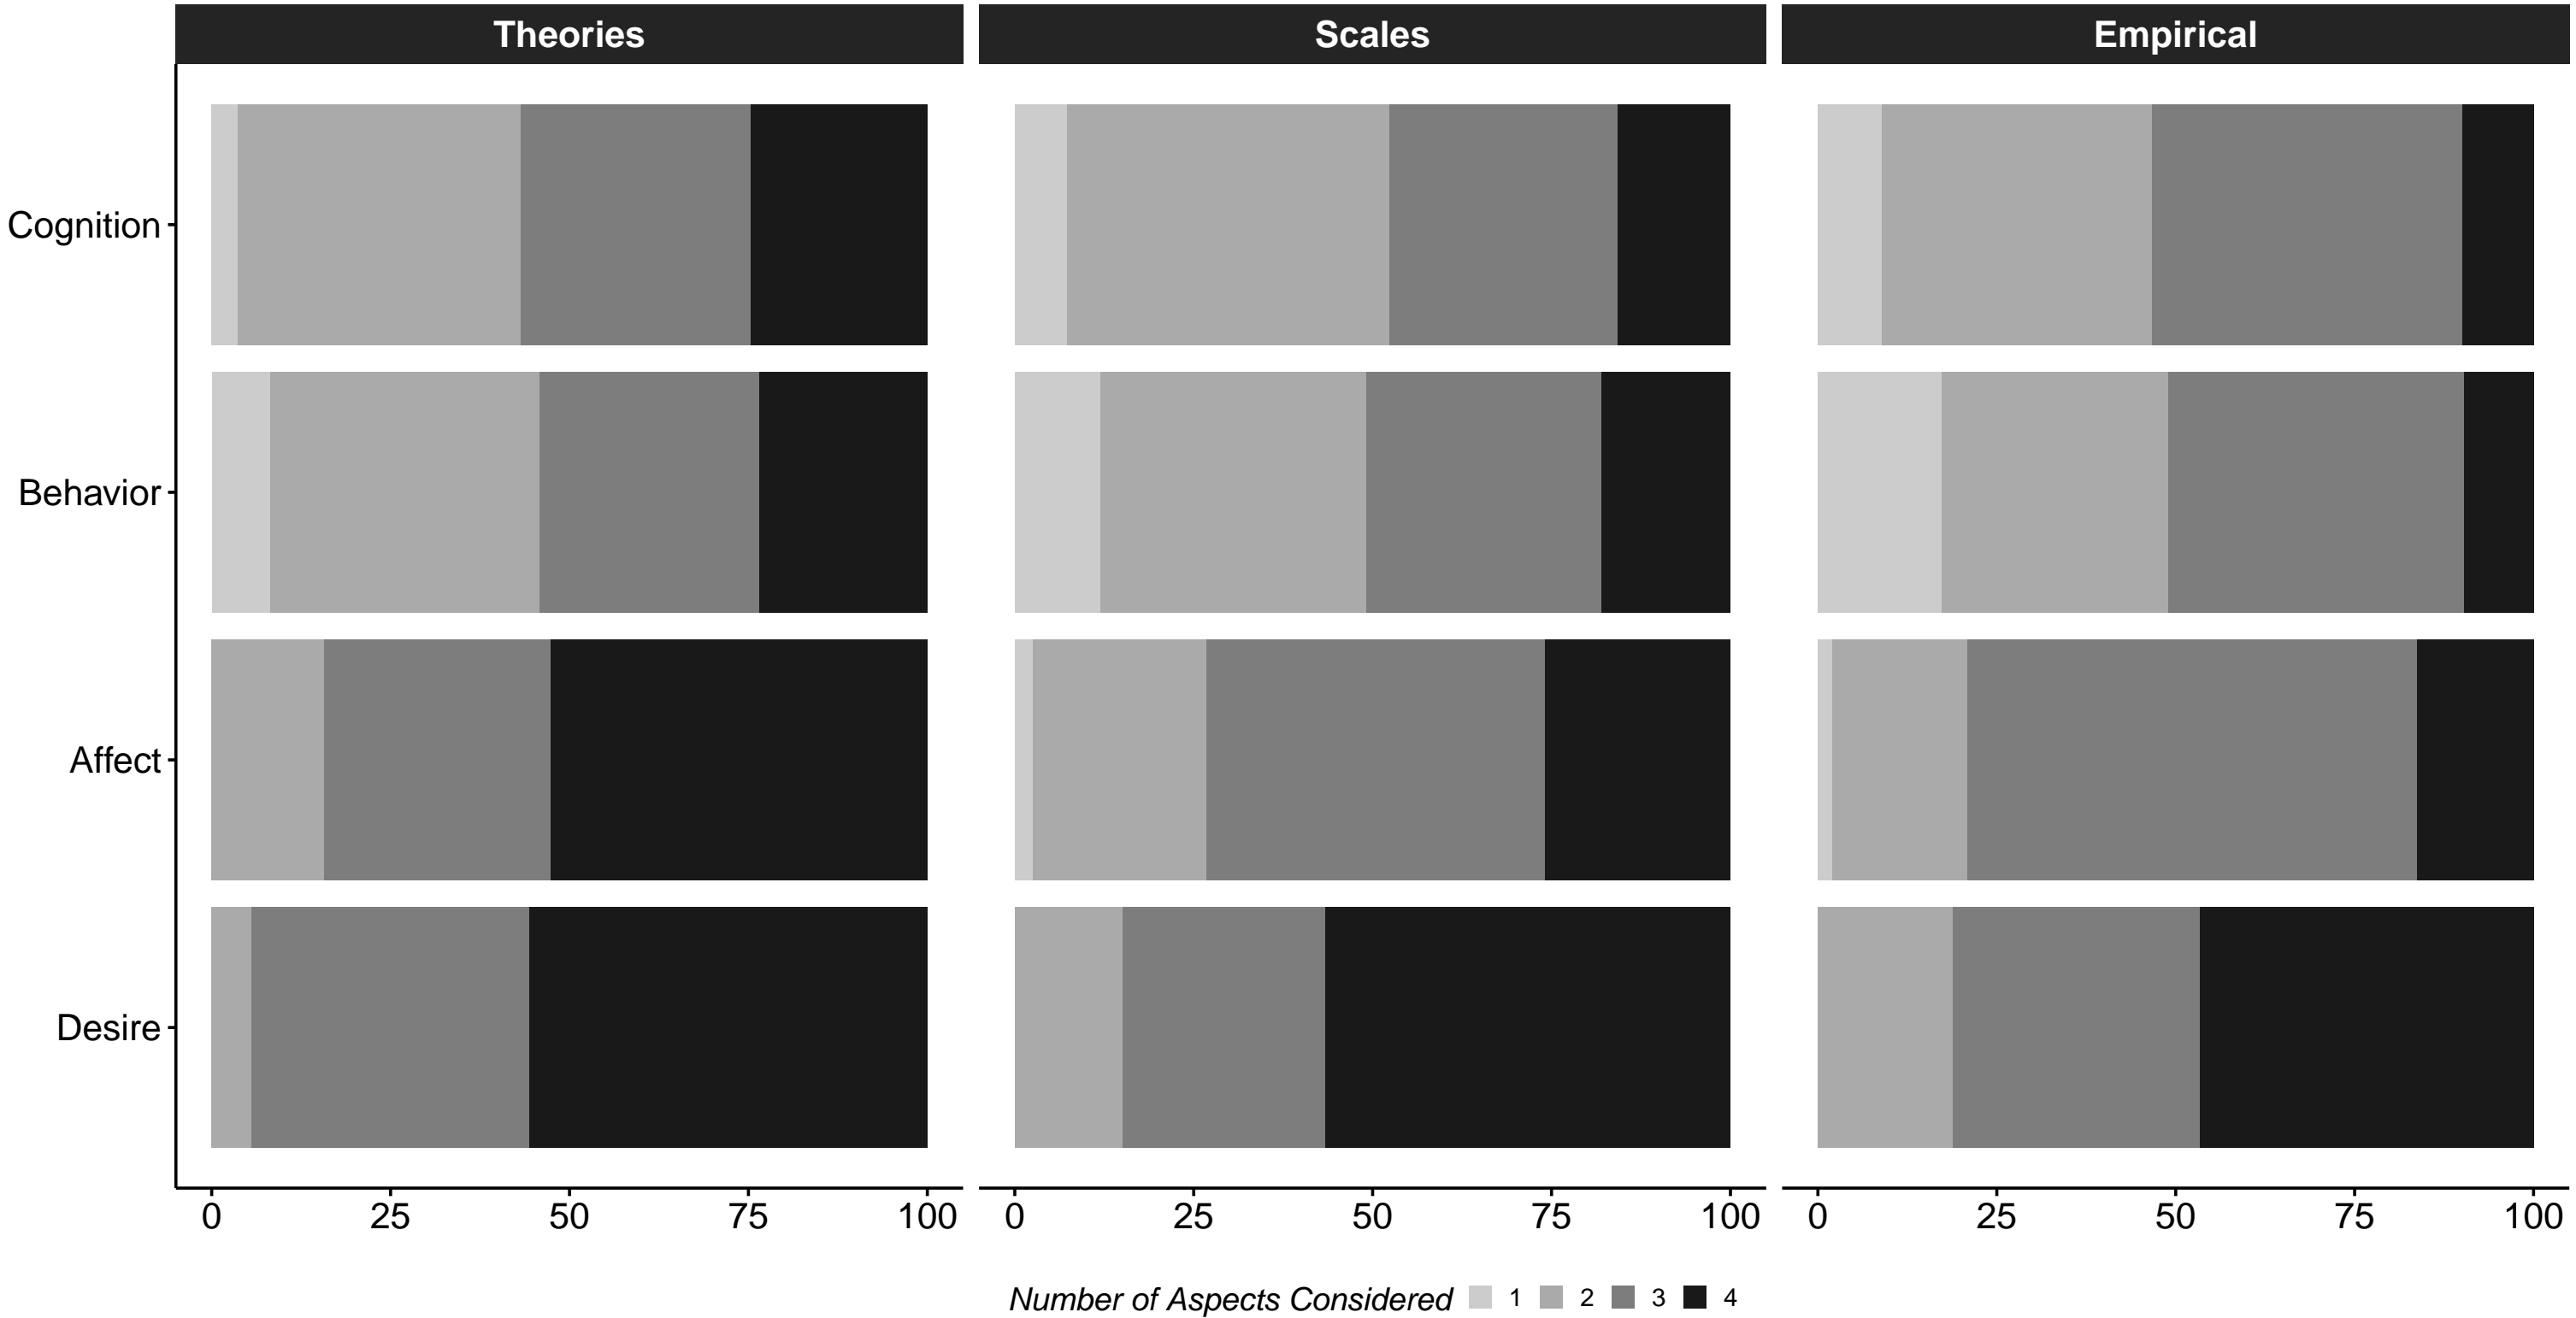 Theories Scales Empirical
Cognition
Behavior
Affect
Desire
0 25 50 75 100 0 25 50 75 100 0 25 50 75 100
Number of Aspects Considered 1 2 3 4